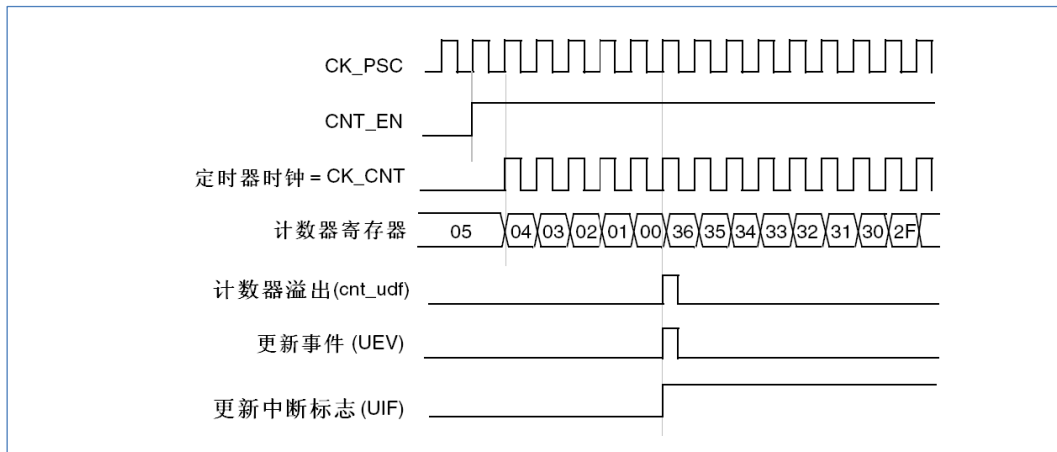 CK_PSC
CNT_EN
定时器时钟 = CK_CNT
计数器寄存器 05 04 03 02 01 00 36 35 34 33 32 31 30 2F
计数器溢出(cnt_udf)
更新事件 (UEV)
更新中断标志 (UIF)